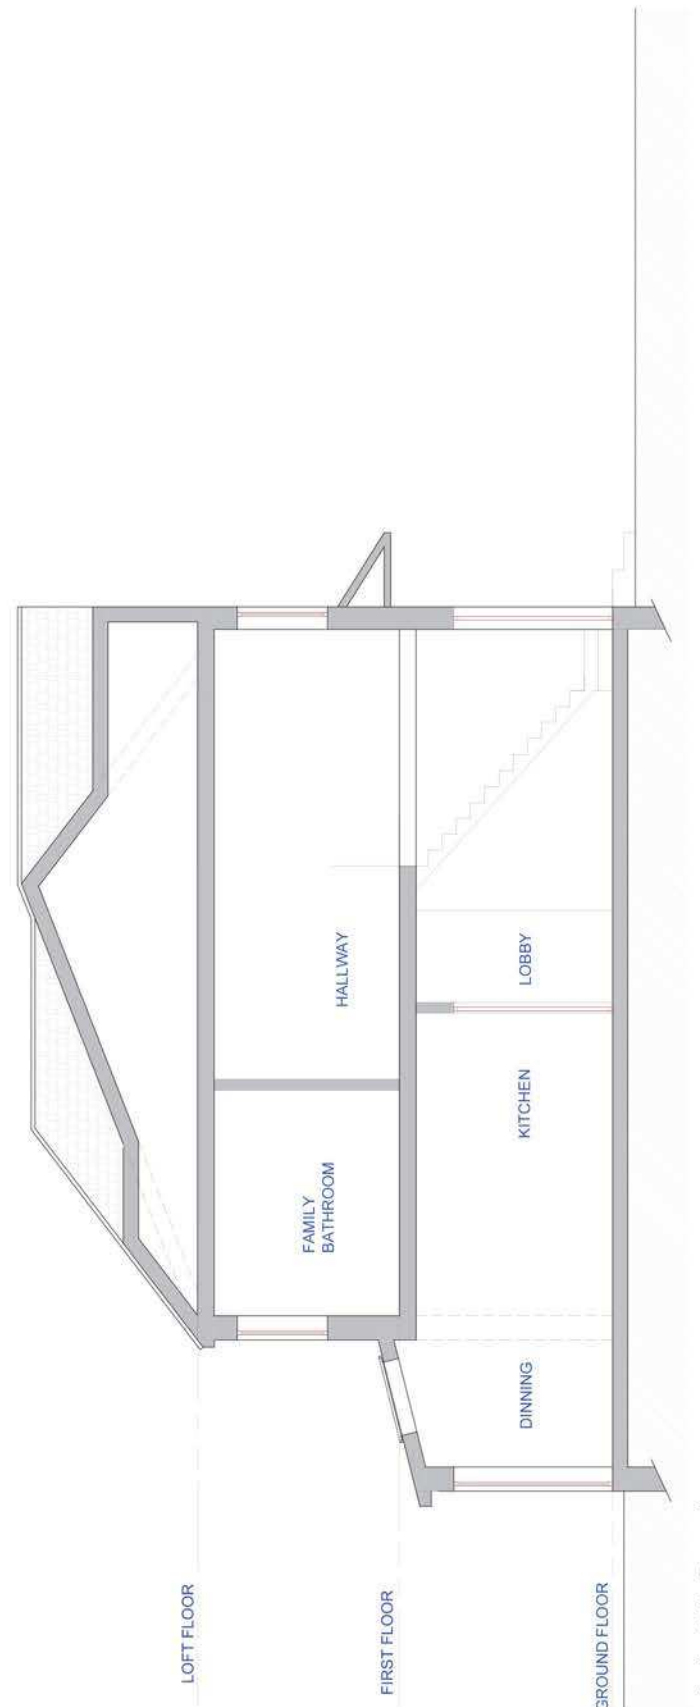 LOFT FLOOR
FIRST FLOOR
GROUND FLOOR
FAMILY
BATHROOM
HALLWAY
DINNING
KITCHEN
LOBBY